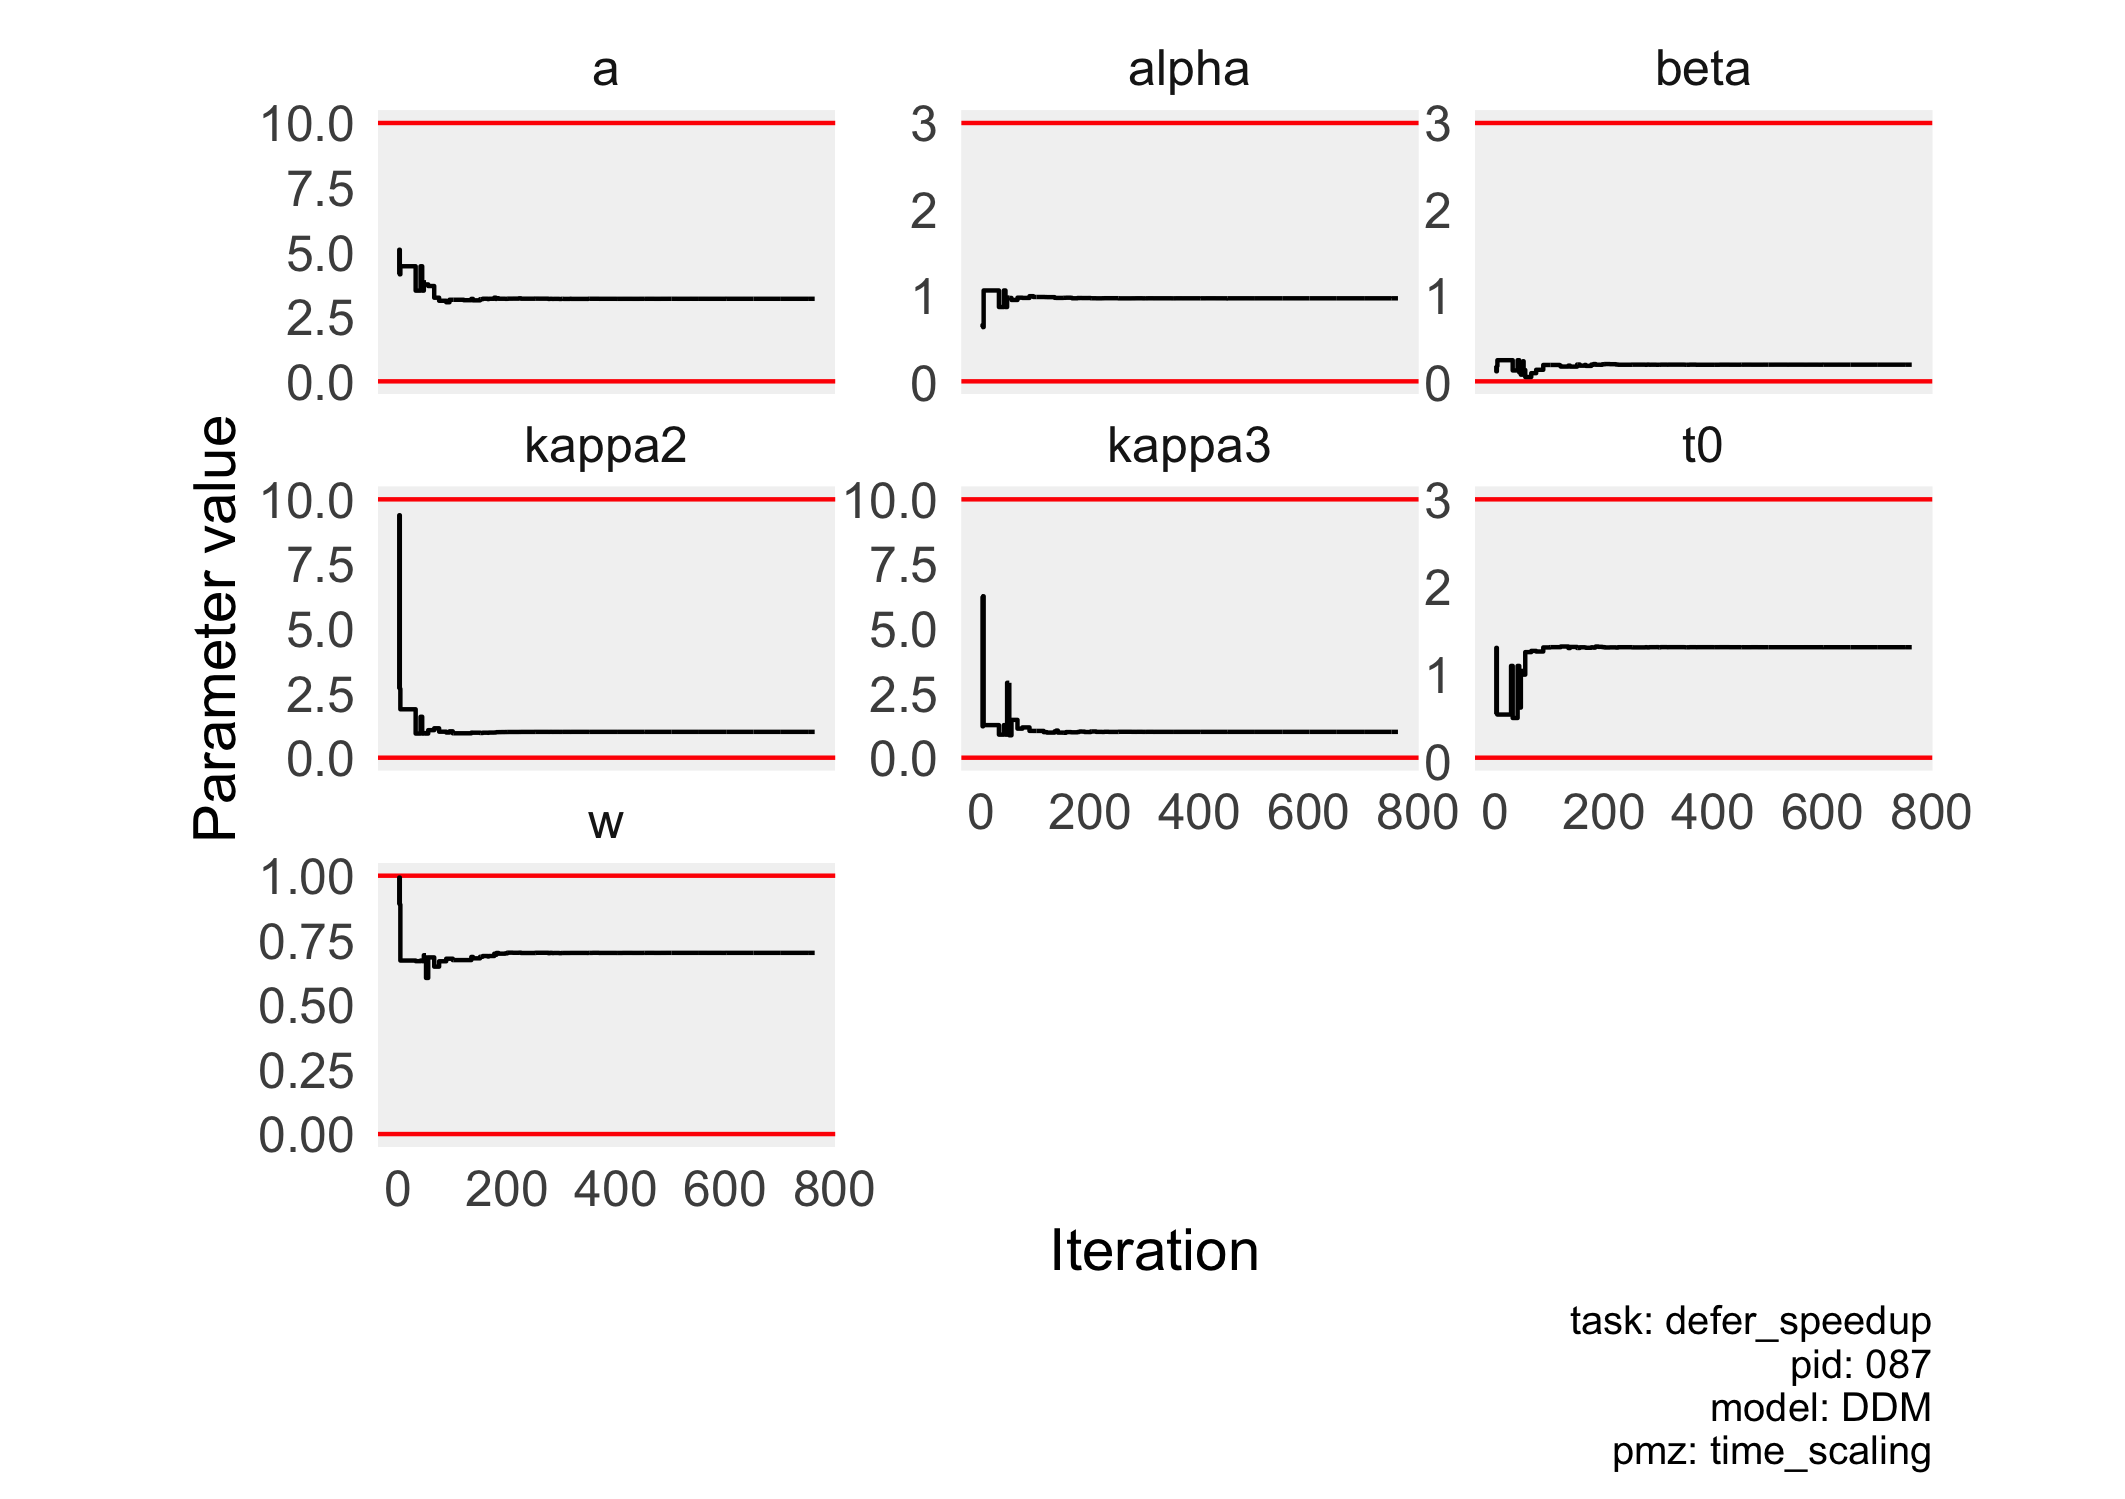 a
alpha
beta
10.0
7.5
5.0
2.5
0.0
3
2
1
0
3
2
1
0
kappa2
kappa3
t0
10.0
7.5
5.0
2.5
0.0
10.0
7.5
5.0
2.5
0.0
3
2
1
0
0 200 400 600 800
0 200 400 600 800
w
1.00
0.75
0.50
0.25
0.00
0 200 400 600 800
Parameter value
Iteration
task: defer_speedup
pid: 087
model: DDM
pmz: time_scaling